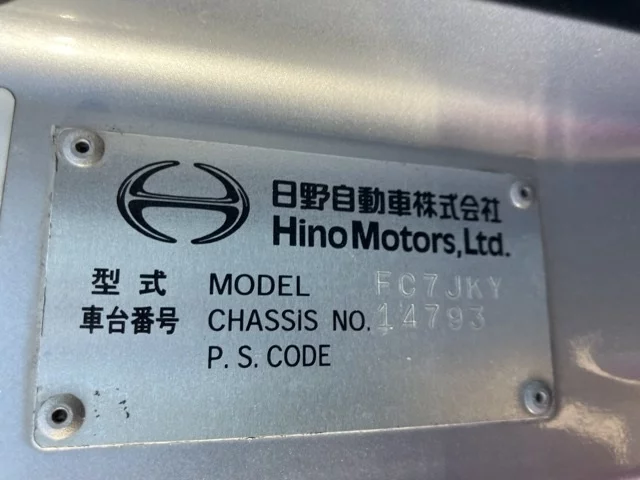 日野自動車株式会社
Hino Motors, Ltd.
型式 MODEL FC7JKY
車台番号 CHASSiS NO. 14793
P. S. CODE